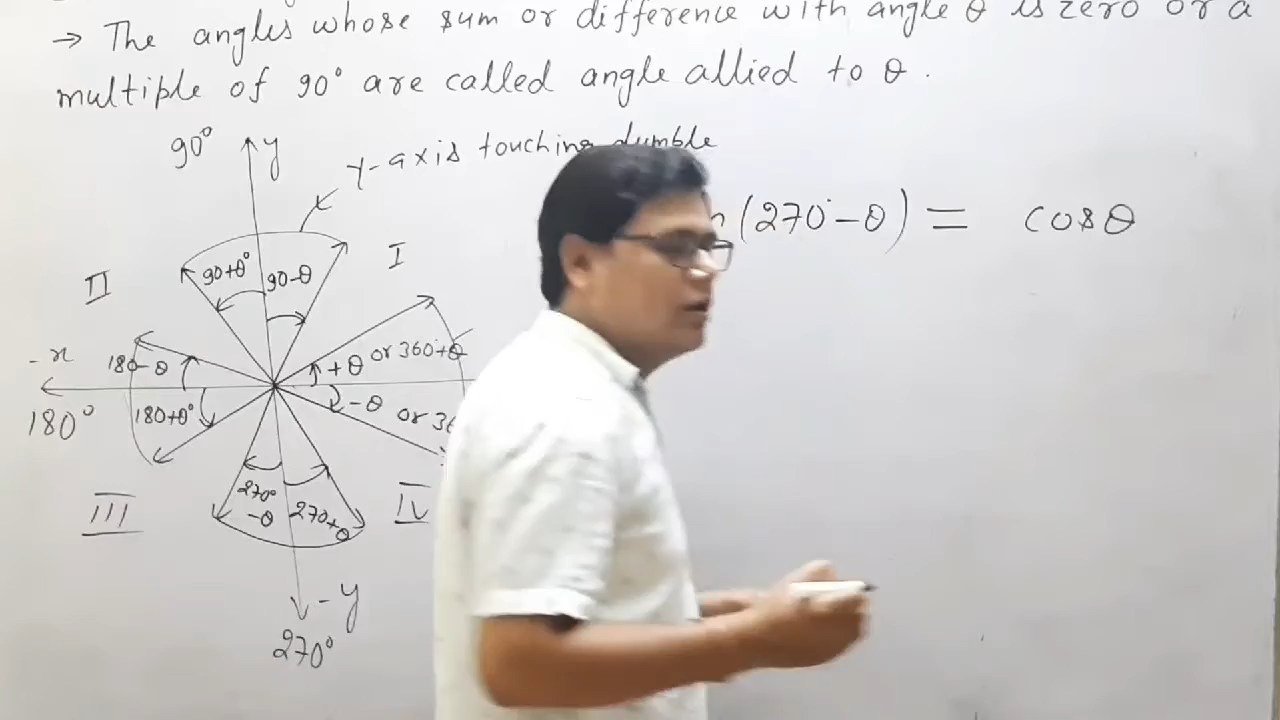 → The angles whose sum or difference with angle θ is zero or a
multiple of 90° are called angle allied to θ .
90° y
y-axis touching dumble
(270°-θ) = cosθ
90+θ° 90-θ I
II
-x 180-θ +θ or 360+θ
180° 180+θ° -θ or
270° -θ 270+θ
III IV
-y
270°